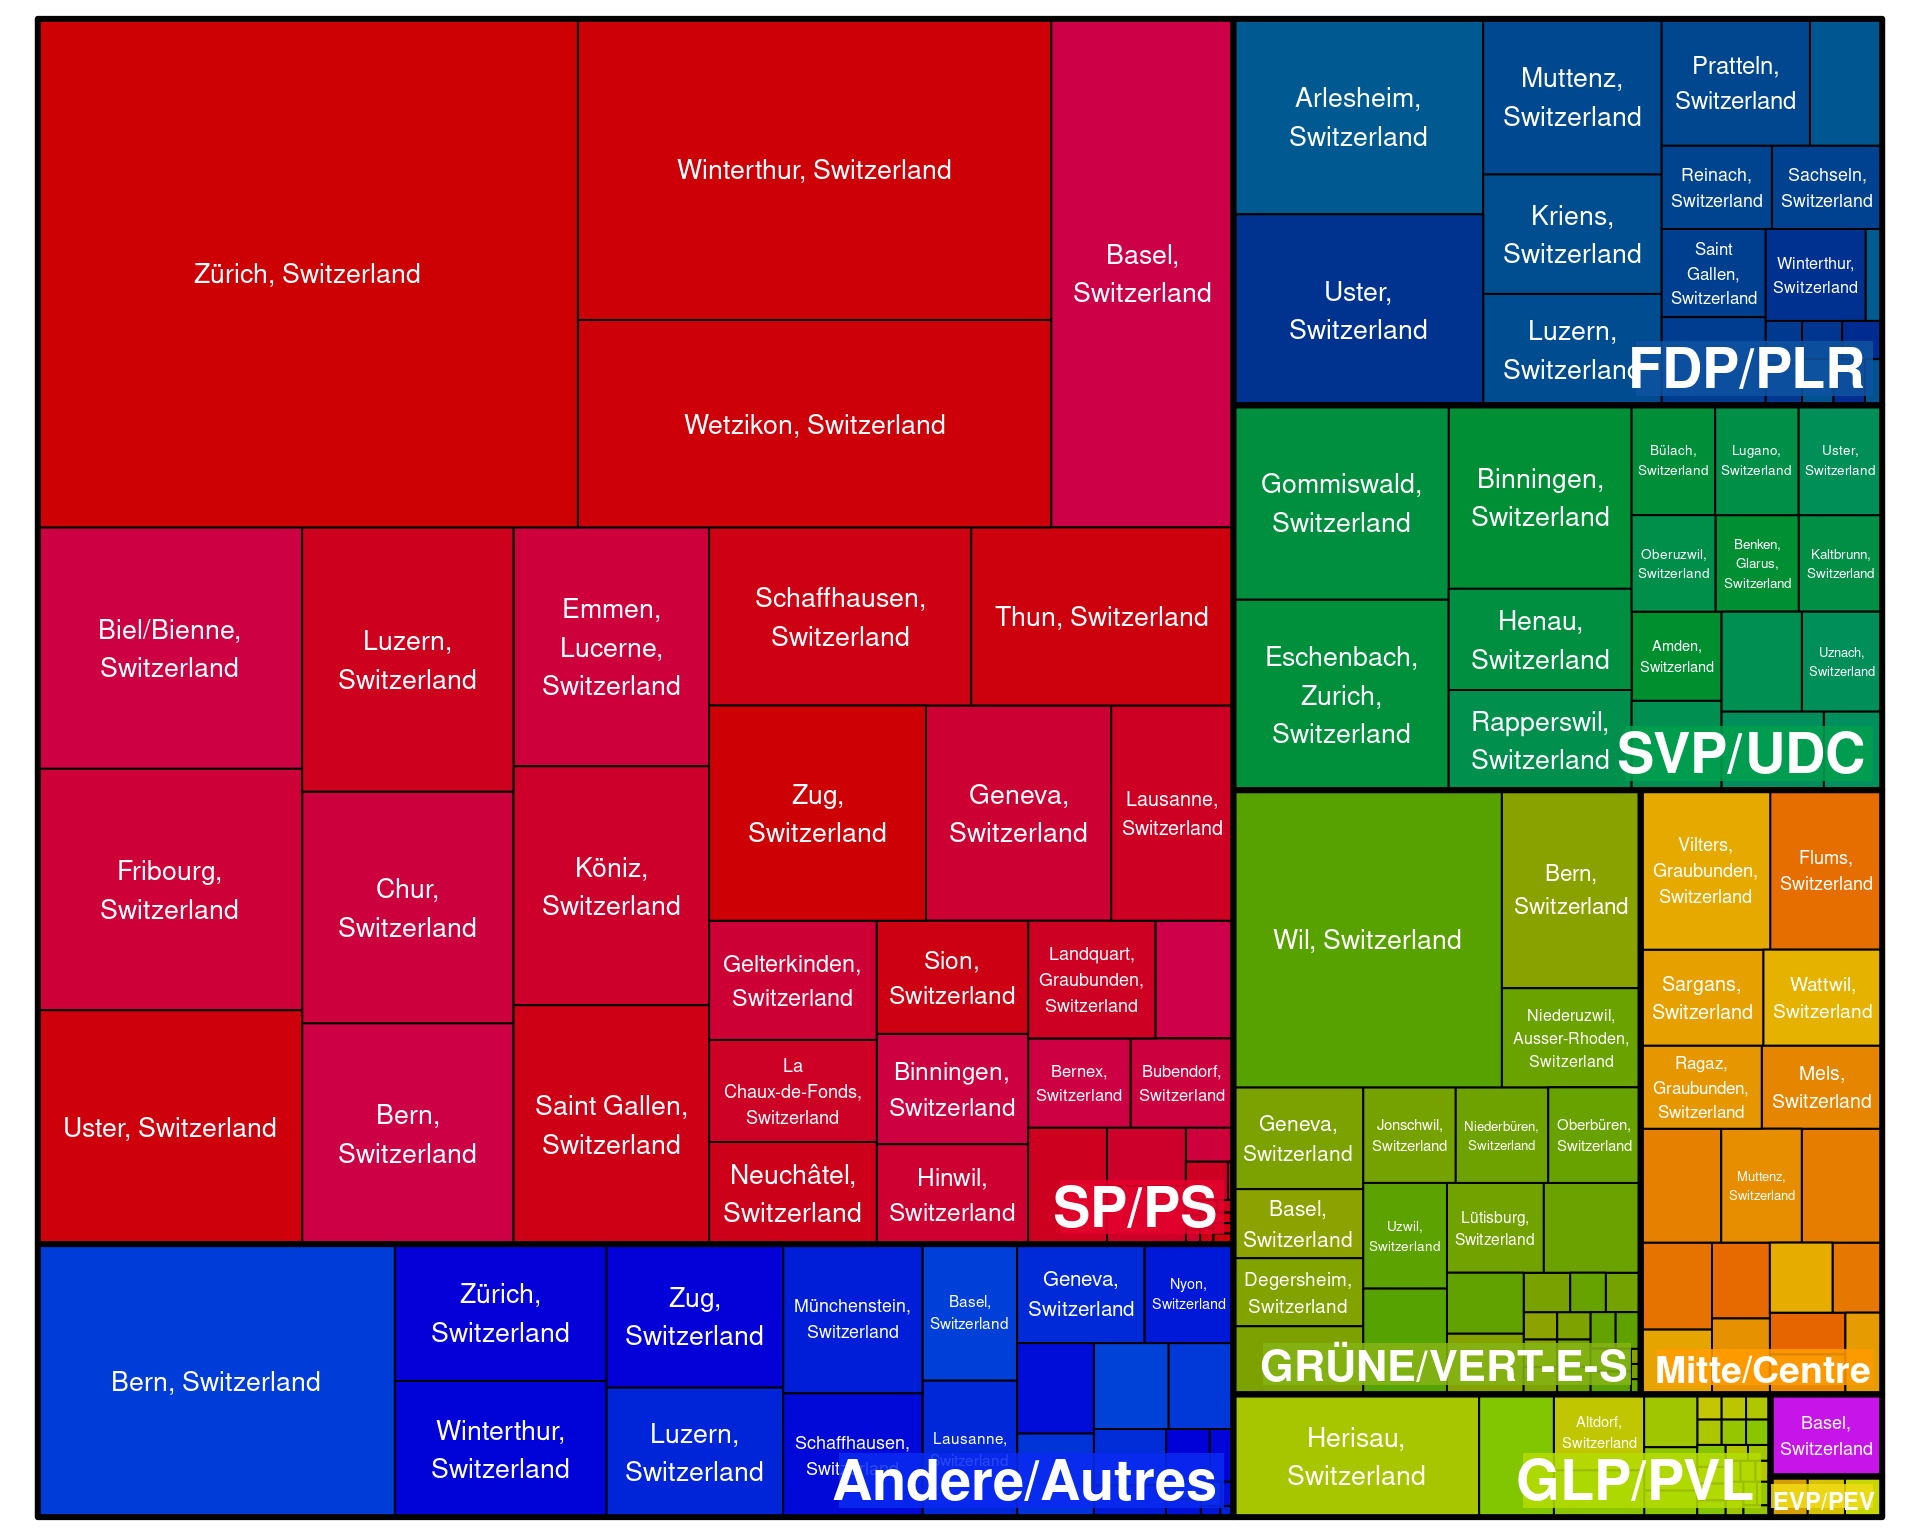 Zürich, Switzerland
Winterthur, Switzerland
Wetzikon, Switzerland
Basel,
Switzerland
Biel/Bienne,
Switzerland
Fribourg,
Switzerland
Uster, Switzerland
Luzern,
Switzerland
Chur,
Switzerland
Bern,
Switzerland
Emmen,
Lucerne,
Switzerland
Köniz,
Switzerland
Saint Gallen,
Switzerland
Schaffhausen,
Switzerland
Thun, Switzerland
Zug,
Switzerland
Geneva,
Switzerland
Lausanne,
Switzerland
Gelterkinden,
Switzerland
La
Chaux-de-Fonds,
Switzerland
Neuchâtel,
Switzerland
Sion,
Switzerland
Binningen,
Switzerland
Hinwil,
Switzerland
Landquart,
Graubunden,
Switzerland
Bernex,
Switzerland
Bubendorf,
Switzerland
SP/PS
Bern, Switzerland
Zürich,
Switzerland
Winterthur,
Switzerland
Zug,
Switzerland
Luzern,
Switzerland
Münchenstein,
Switzerland
Schaffhausen,
Switzerland
Basel,
Switzerland
Lausanne,
Switzerland
Geneva,
Switzerland
Nyon,
Switzerland
Andere/Autres
Arlesheim,
Switzerland
Uster,
Switzerland
Muttenz,
Switzerland
Kriens,
Switzerland
Luzern,
Switzerland
Pratteln,
Switzerland
Reinach,
Switzerland
Sachseln,
Switzerland
Saint
Gallen,
Switzerland
Winterthur,
Switzerland
FDP/PLR
Gommiswald,
Switzerland
Eschenbach,
Zurich,
Switzerland
Binningen,
Switzerland
Henau,
Switzerland
Rapperswil,
Switzerland
Bülach,
Switzerland
Lugano,
Switzerland
Uster,
Switzerland
Oberuzwil,
Switzerland
Benken,
Glarus,
Switzerland
Kaltbrunn,
Switzerland
Amden,
Switzerland
Uznach,
Switzerland
SVP/UDC
Wil, Switzerland
Bern,
Switzerland
Niederuzwil,
Ausser-Rhoden,
Switzerland
Geneva,
Switzerland
Basel,
Switzerland
Degersheim,
Switzerland
Jonschwil,
Switzerland
Niederbüren,
Switzerland
Oberbüren,
Switzerland
Uzwil,
Switzerland
Lütisburg,
Switzerland
GRÜNE/VERT-E-S
Vilters,
Graubunden,
Switzerland
Flums,
Switzerland
Sargans,
Switzerland
Wattwil,
Switzerland
Ragaz,
Graubunden,
Switzerland
Mels,
Switzerland
Muttenz,
Switzerland
Mitte/Centre
Herisau,
Switzerland
Altdorf,
Switzerland
GLP/PVL
Basel,
Switzerland
EVP/PEV